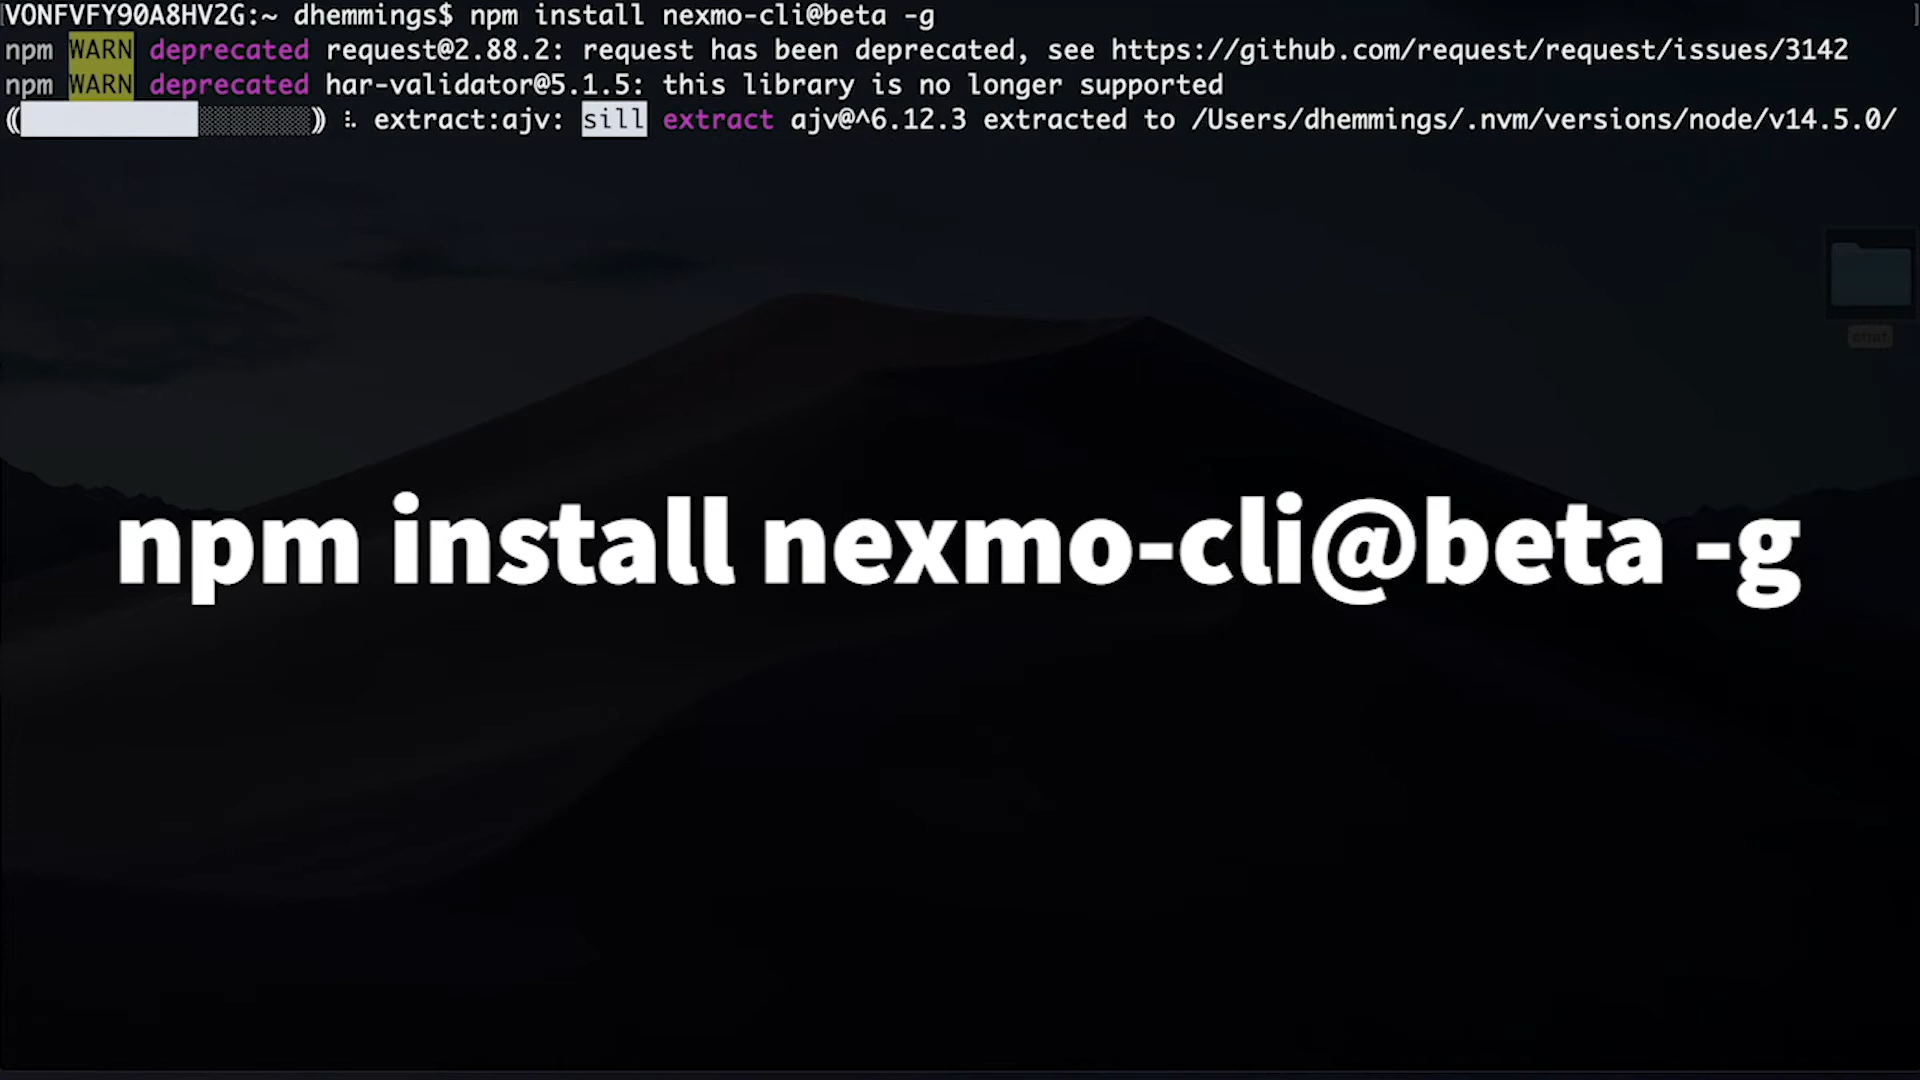 VONFVFY90A8HV2G:~ dhemmings$ npm install nexmo-cli@beta -g
npm WARN deprecated request@2.88.2: request has been deprecated, see https://github.com/request/request/issues/3142
npm WARN deprecated har-validator@5.1.5: this library is no longer supported
extract:ajv: sill extract ajv@^6.12.3 extracted to /Users/dhemmings/.nvm/versions/node/v14.5.0/
npm install nexmo-cli@beta -g